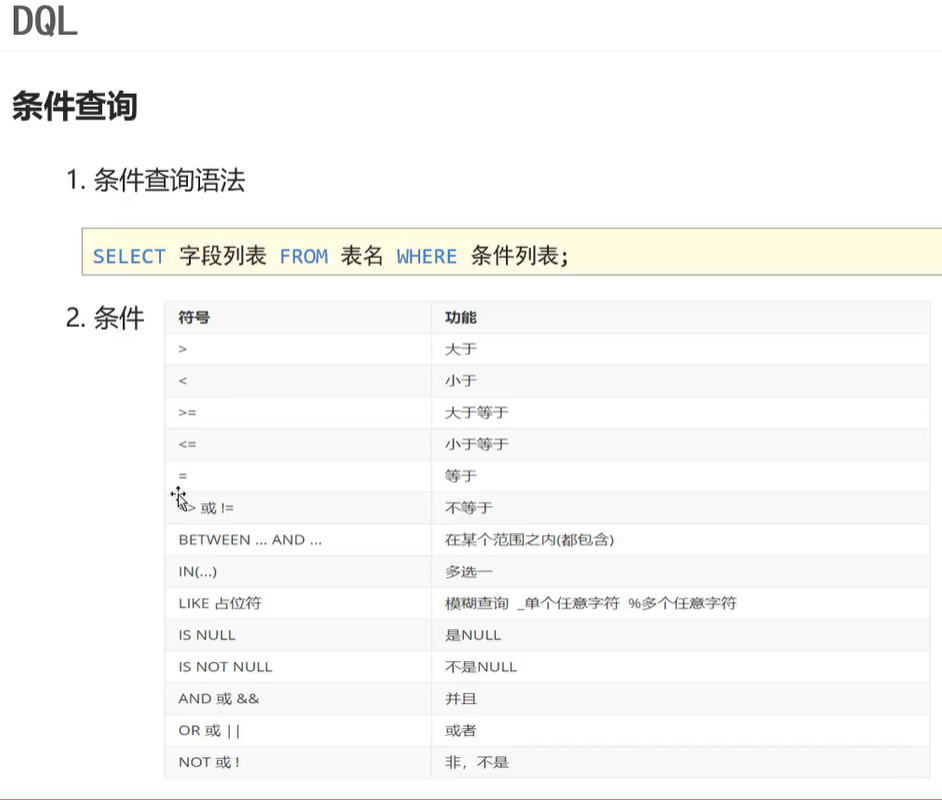 DQL
条件查询
1. 条件查询语法
SELECT 字段列表 FROM 表名 WHERE 条件列表;
2. 条件
符号 功能
> 大于
< 小于
>= 大于等于
<= 小于等于
= 等于
> 或 != 不等于
BETWEEN ... AND ... 在某个范围之内(都包含)
IN(...) 多选一
LIKE 占位符 模糊查询 _单个任意字符 %多个任意字符
IS NULL 是NULL
IS NOT NULL 不是NULL
AND 或 && 并且
OR 或 || 或者
NOT 或 ! 非，不是